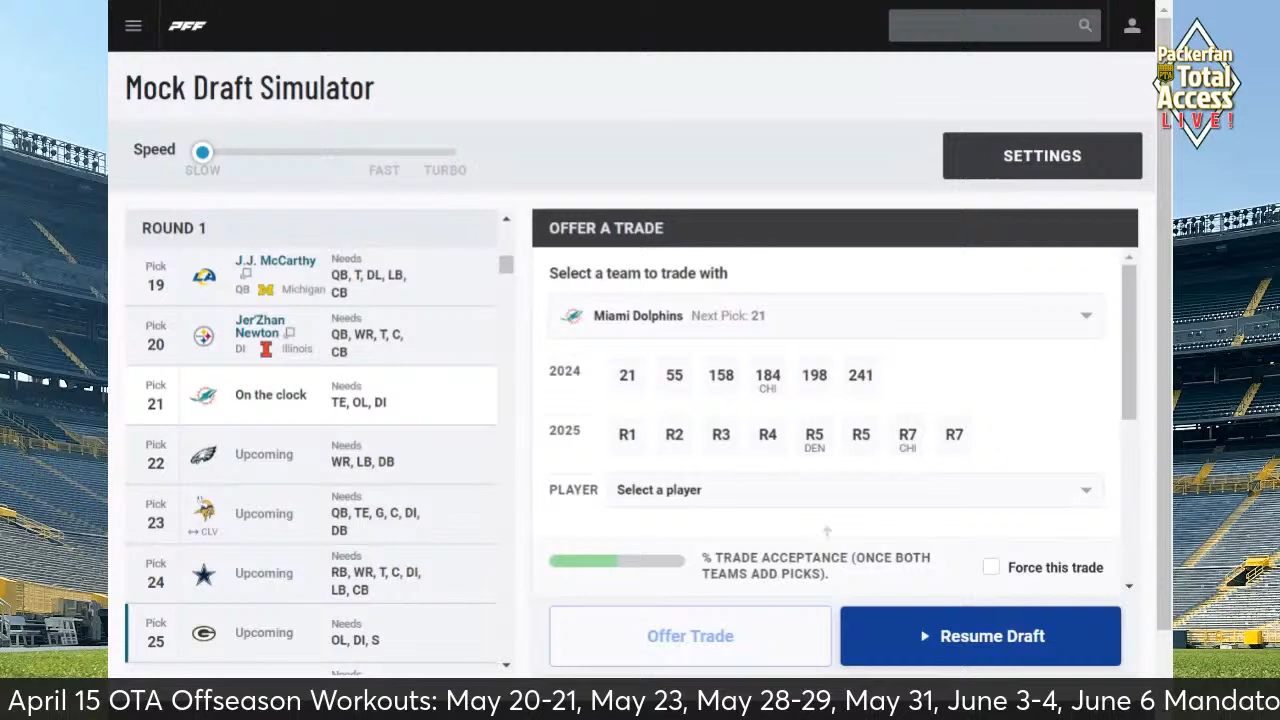 PFF
Packerfan
PTA
Total
Access
LIVE!
Mock Draft Simulator
Speed
SLOW
FAST
TURBO
SETTINGS
ROUND 1
Pick
19
J.J. McCarthy
QB M Michigan
Needs
QB, T, DL, LB,
CB
Pick
20
Jer'Zhan
Newton
DI I Illinois
Needs
QB, WR, T, C,
CB
Pick
21
On the clock
Needs
TE, OL, DI
Pick
22
Upcoming
Needs
WR, LB, DB
Pick
23
↔ CLV
Upcoming
Needs
QB, TE, G, C, DI,
DB
Pick
24
Upcoming
Needs
RB, WR, T, C, DI,
LB, CB
Pick
25
G
Upcoming
Needs
OL, DI, S
Needs
OFFER A TRADE
Select a team to trade with
Miami Dolphins Next Pick: 21
2024 21 55 158 184 198 241
CHI
2025 R1 R2 R3 R4 R5 R5 R7 R7
DEN CHI
PLAYER Select a player
% TRADE ACCEPTANCE (ONCE BOTH
TEAMS ADD PICKS).
Force this trade
Offer Trade
Resume Draft
April 15 OTA Offseason Workouts: May 20-21, May 23, May 28-29, May 31, June 3-4, June 6 Mandato